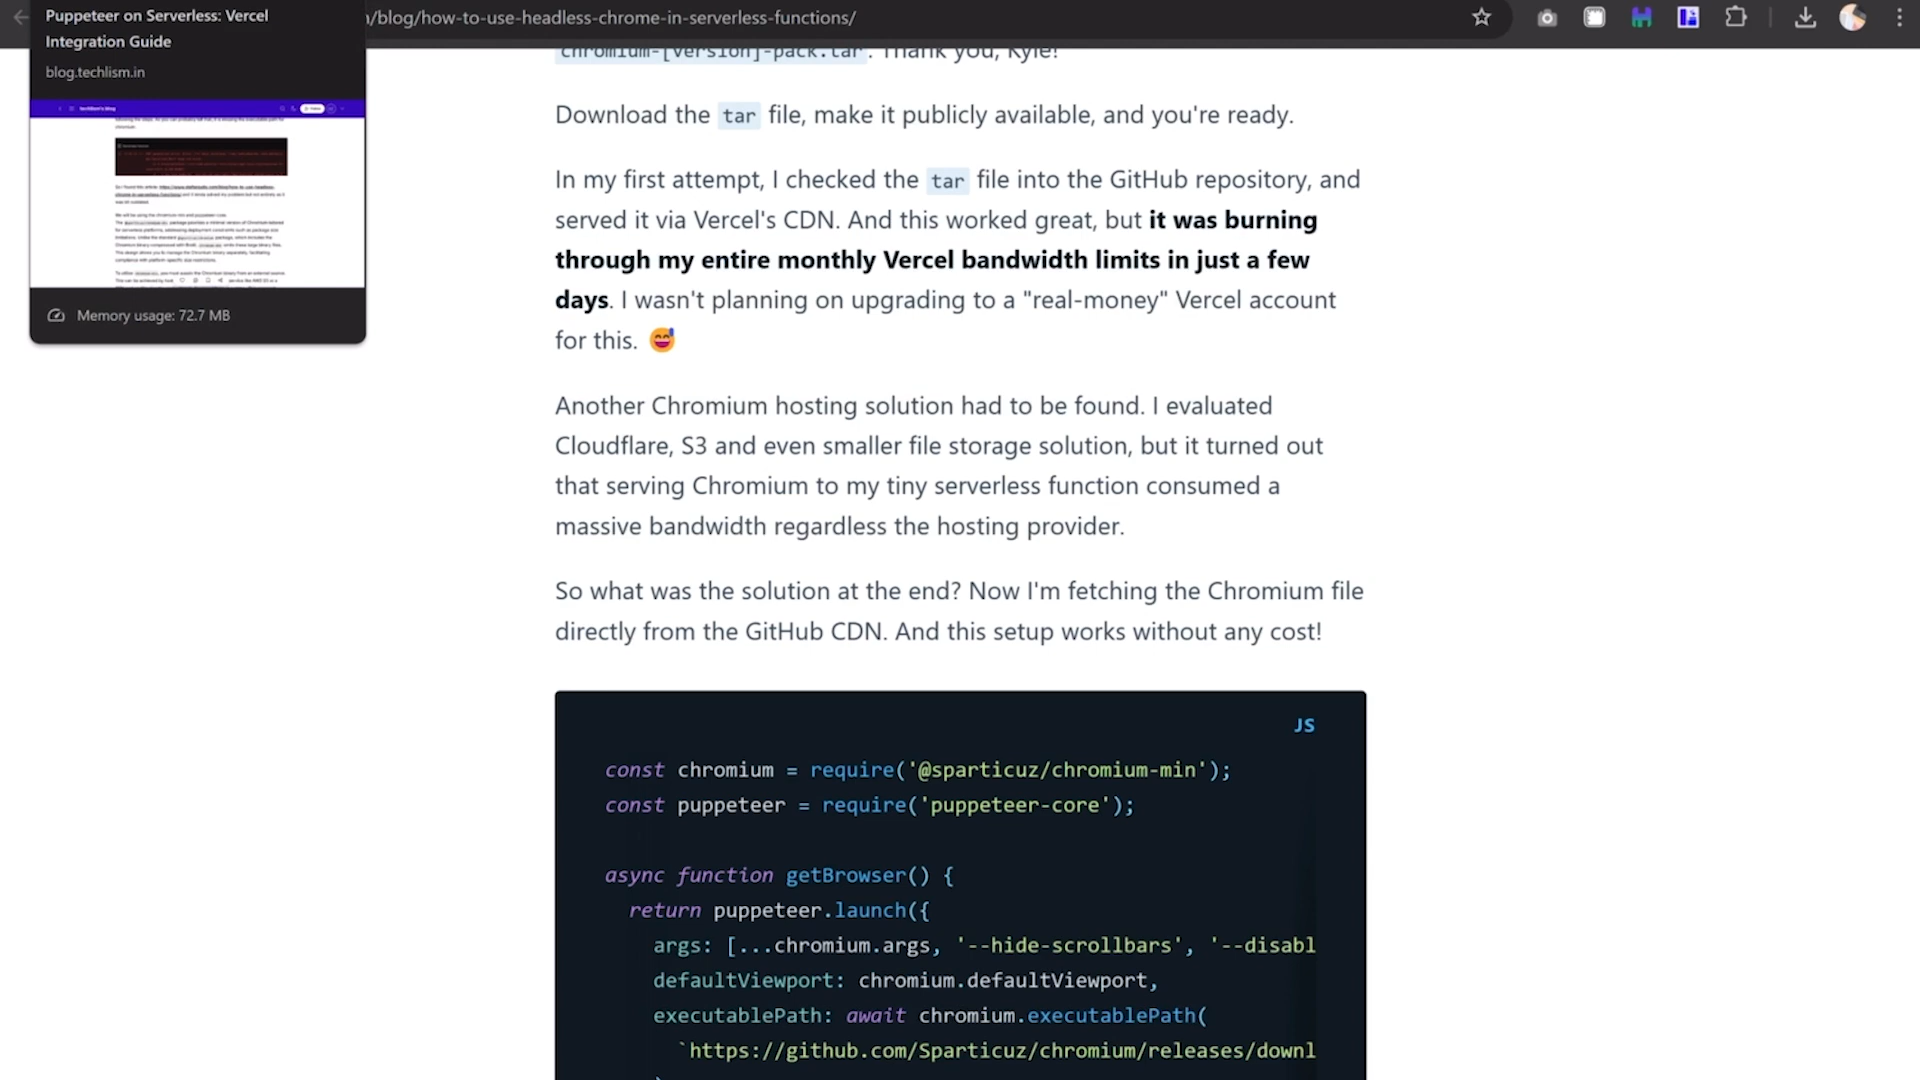 Puppeteer on Serverless: Vercel
Integration Guide
blog.techlism.in
/blog/how-to-use-headless-chrome-in-serverless-functions/
techlism's blog
Memory usage: 72.7 MB
chromium-[version]-pack.tar. Thank you, Kyle!
Download the tar file, make it publicly available, and you're ready.
In my first attempt, I checked the tar file into the GitHub repository, and
served it via Vercel's CDN. And this worked great, but it was burning
through my entire monthly Vercel bandwidth limits in just a few
days. I wasn't planning on upgrading to a "real-money" Vercel account
for this. 😅
Another Chromium hosting solution had to be found. I evaluated
Cloudflare, S3 and even smaller file storage solution, but it turned out
that serving Chromium to my tiny serverless function consumed a
massive bandwidth regardless the hosting provider.
So what was the solution at the end? Now I'm fetching the Chromium file
directly from the GitHub CDN. And this setup works without any cost!
JS
const chromium = require('@sparticuz/chromium-min');
const puppeteer = require('puppeteer-core');
async function getBrowser() {
return puppeteer.launch({
args: [...chromium.args, '--hide-scrollbars', '--disabl
defaultViewport: chromium.defaultViewport,
executablePath: await chromium.executablePath(
`https://github.com/Sparticuz/chromium/releases/downl